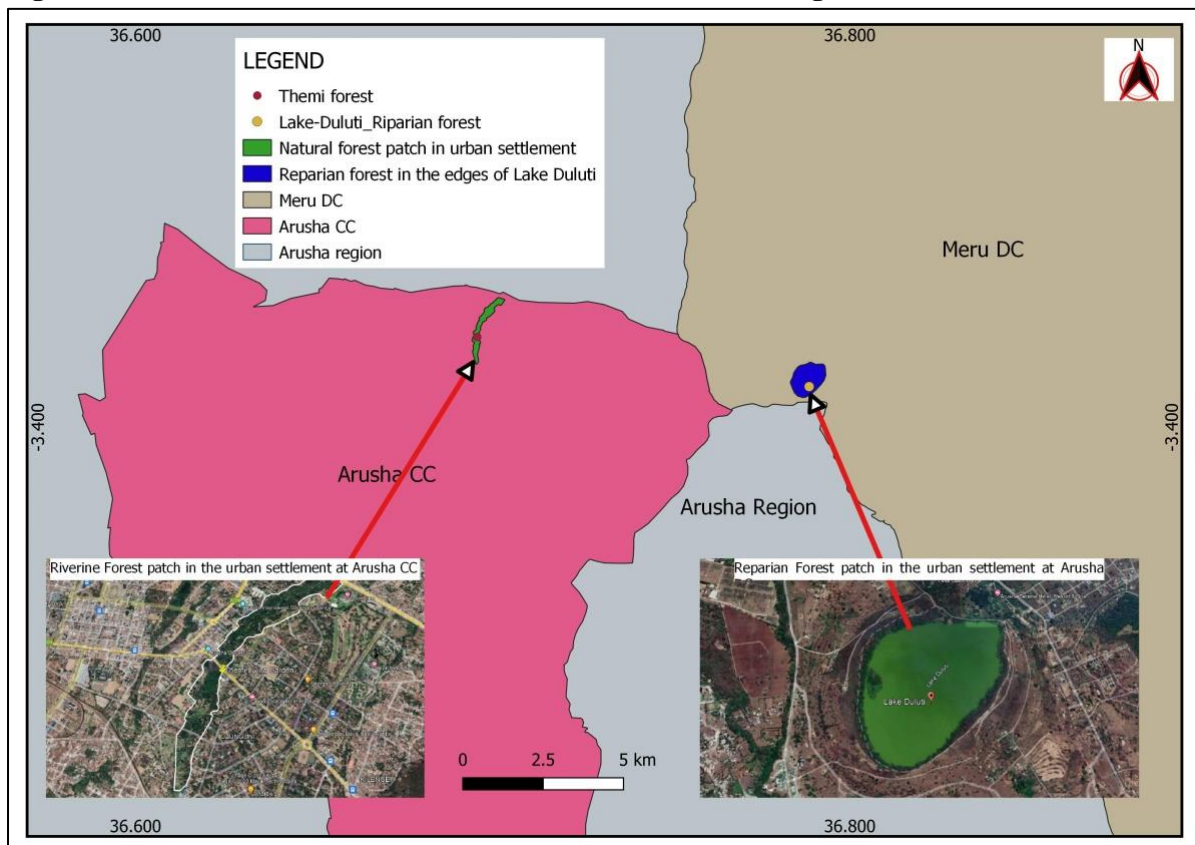 36.600
36.800
N
LEGEND
Themi forest
Lake-Duluti_Riparian forest
Natural forest patch in urban settlement
Reparian forest in the edges of Lake Duluti
Meru DC
Arusha CC
Arusha region
Meru DC
-3.400
-3.400
Arusha CC
Arusha Region
Riverine Forest patch in the urban settlement at Arusha CC
Reparian Forest patch in the urban settlement at Arusha
Lake Duluti
Lake Duluti
0 2.5 5 km
36.600
36.800